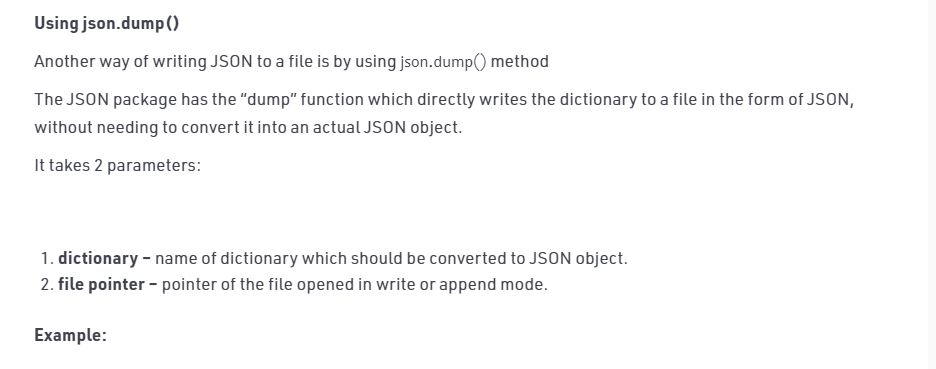 Using json.dump()
Another way of writing JSON to a file is by using json.dump() method
The JSON package has the “dump” function which directly writes the dictionary to a file in the form of JSON,
without needing to convert it into an actual JSON object.
It takes 2 parameters:
1. dictionary – name of dictionary which should be converted to JSON object.
2. file pointer – pointer of the file opened in write or append mode.
Example: